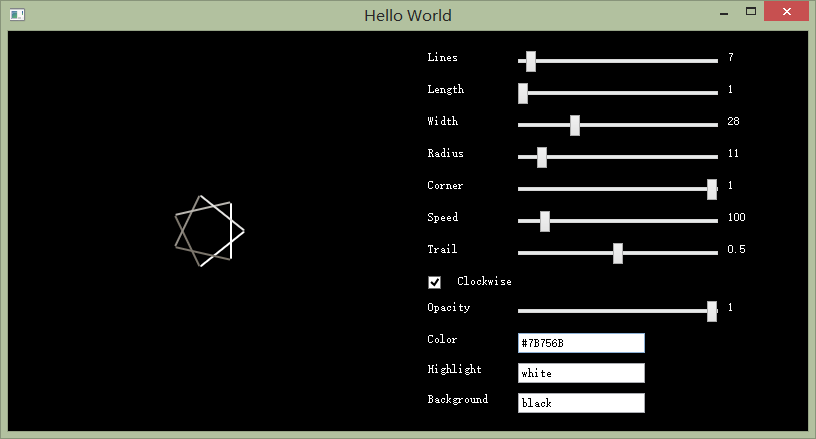 Hello World
Lines 7
Length 1
Width 28
Radius 11
Corner 1
Speed 100
Trail 0.5
Clockwise
Opacity 1
Color #7B756B
Highlight white
Background black